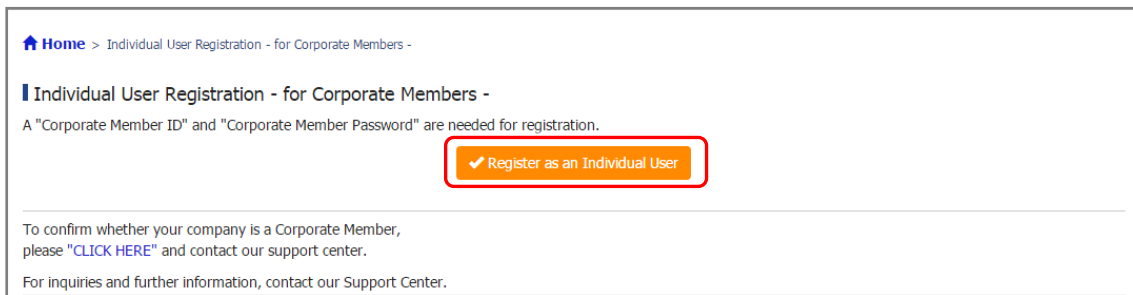 Home > Individual User Registration - for Corporate Members -
Individual User Registration - for Corporate Members -
A "Corporate Member ID" and "Corporate Member Password" are needed for registration.
Register as an Individual User
To confirm whether your company is a Corporate Member,
please "CLICK HERE" and contact our support center.
For inquiries and further information, contact our Support Center.